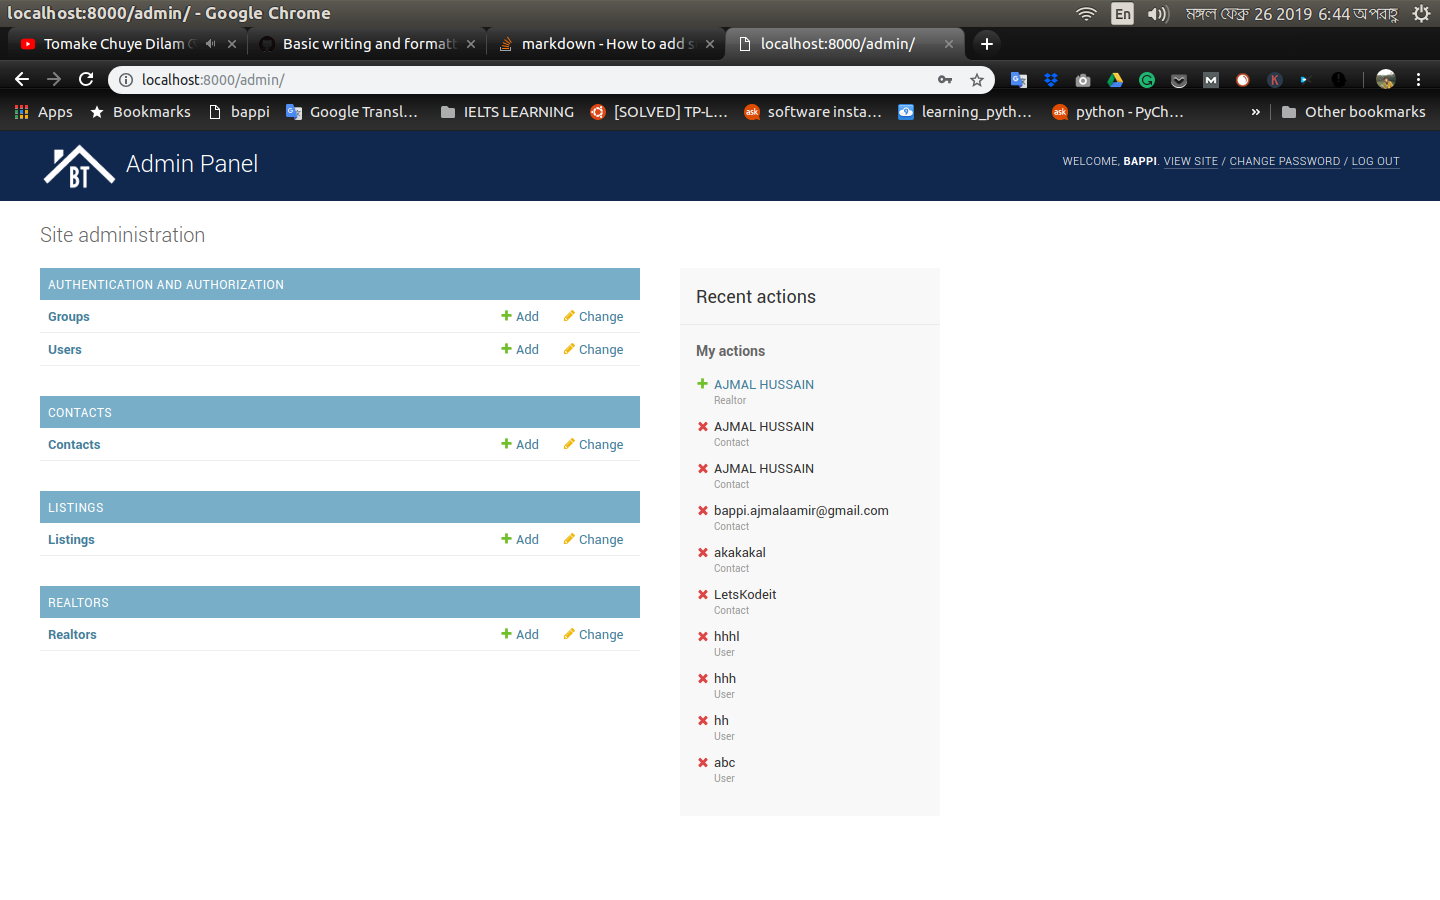 localhost:8000/admin/ - Google Chrome
En
মঙ্গল ফেব্রু 26 2019 6:44 অপরাহ্ণ
Tomake Chuye Dilam
Basic writing and formatt
markdown - How to add s
localhost:8000/admin/
localhost:8000/admin/
Apps
Bookmarks
bappi
Google Transl...
IELTS LEARNING
[SOLVED] TP-L...
software insta...
learning_pyth...
python - PyCh...
»
Other bookmarks
BT
Admin Panel
WELCOME, BAPPI. VIEW SITE / CHANGE PASSWORD / LOG OUT
Site administration
AUTHENTICATION AND AUTHORIZATION
Groups Add Change
Users Add Change
CONTACTS
Contacts Add Change
LISTINGS
Listings Add Change
REALTORS
Realtors Add Change
Recent actions
My actions
AJMAL HUSSAIN
Realtor
AJMAL HUSSAIN
Contact
AJMAL HUSSAIN
Contact
bappi.ajmalaamir@gmail.com
Contact
akakakal
Contact
LetsKodeit
Contact
hhhl
User
hhh
User
hh
User
abc
User